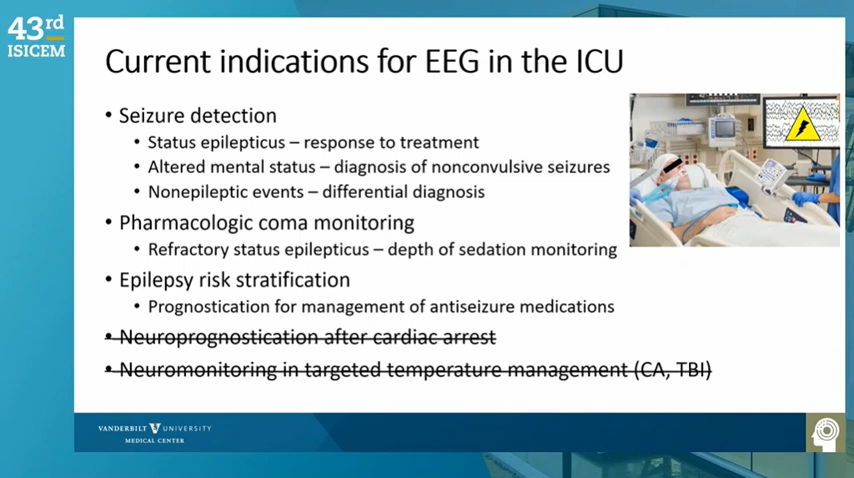 43rd
ISICEM
Current indications for EEG in the ICU
• Seizure detection
• Status epilepticus – response to treatment
• Altered mental status – diagnosis of nonconvulsive seizures
• Nonepileptic events – differential diagnosis
• Pharmacologic coma monitoring
• Refractory status epilepticus – depth of sedation monitoring
• Epilepsy risk stratification
• Prognostication for management of antiseizure medications
• Neuroprognostication after cardiac arrest
• Neuromonitoring in targeted temperature management (CA, TBI)
VANDERBILT V UNIVERSITY
MEDICAL CENTER